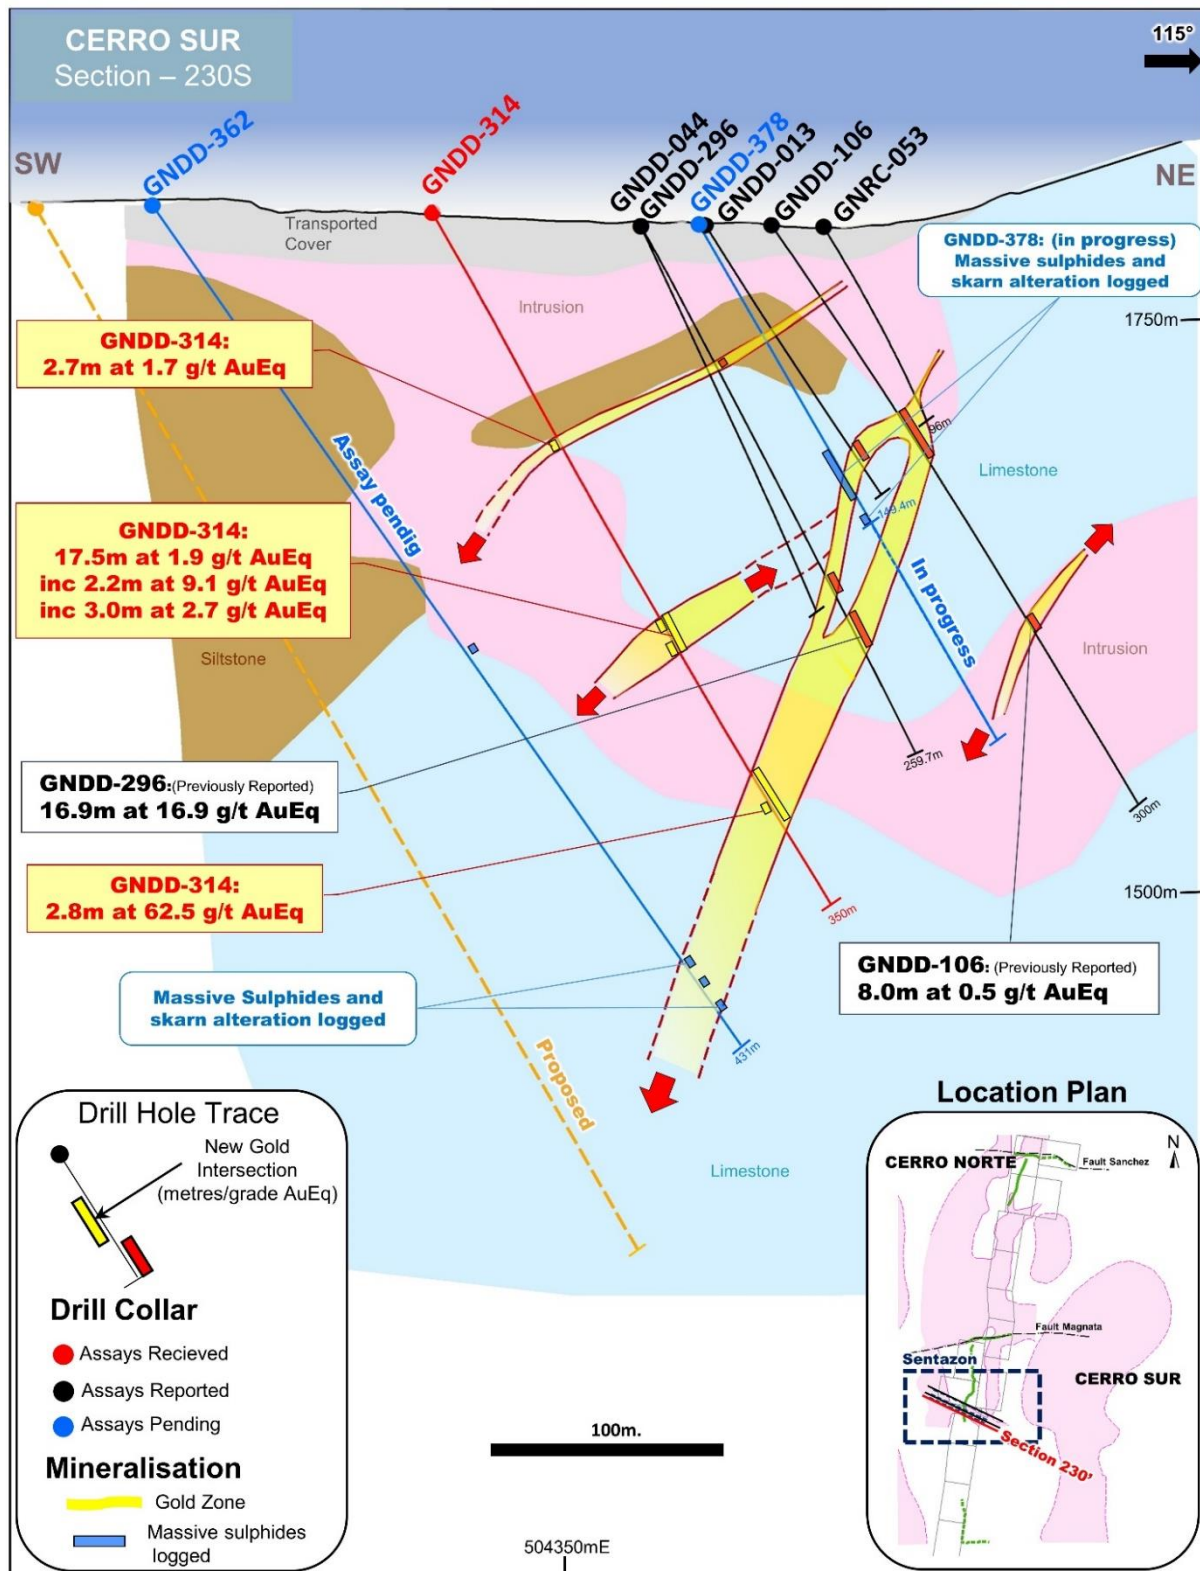 CERRO SUR
Section – 230S
115°
SW
NE
GNDD-362
GNDD-314
GNDD-044
GNDD-296
GNDD-378
GNDD-013
GNDD-106
GNRC-053
Transported
Cover
GNDD-378: (in progress)
Massive sulphides and
skarn alteration logged
Intrusion
1750m
GNDD-314:
2.7m at 1.7 g/t AuEq
96m
Limestone
Assay pendig
149.4m
GNDD-314:
17.5m at 1.9 g/t AuEq
inc 2.2m at 9.1 g/t AuEq
inc 3.0m at 2.7 g/t AuEq
In progress
Siltstone
Intrusion
GNDD-296:(Previously Reported)
16.9m at 16.9 g/t AuEq
259.7m
300m
GNDD-314:
2.8m at 62.5 g/t AuEq
350m
1500m
GNDD-106: (Previously Reported)
8.0m at 0.5 g/t AuEq
Massive Sulphides and
skarn alteration logged
431m
Proposed
Limestone
Drill Hole Trace
New Gold
Intersection
(metres/grade AuEq)
Drill Collar
Assays Recieved
Assays Reported
Assays Pending
Mineralisation
Gold Zone
Massive sulphides
logged
100m.
504350mE
Location Plan
N
CERRO NORTE
Fault Sanchez
Fault Magnata
Sentazon
CERRO SUR
Section 230'